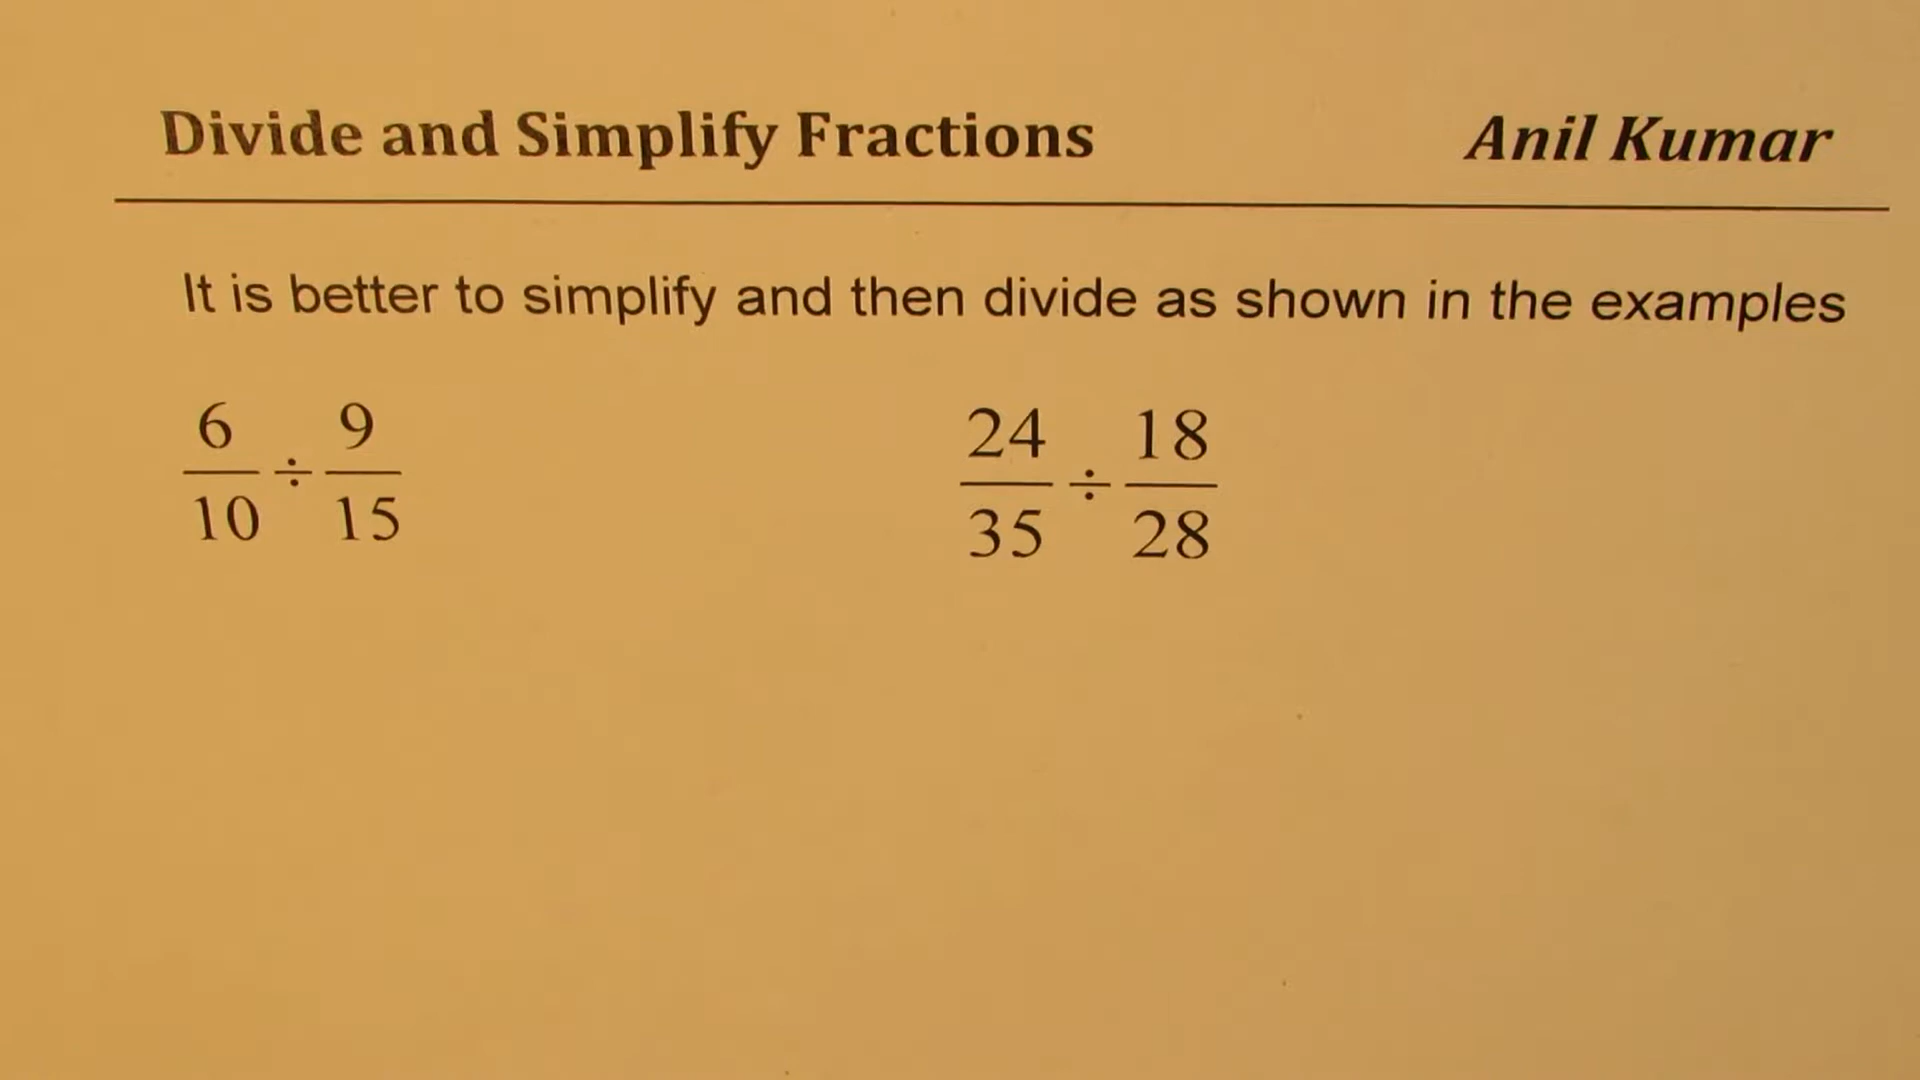 Divide and Simplify Fractions Anil Kumar
It is better to simplify and then divide as shown in the examples
6/10 ÷ 9/15
24/35 ÷ 18/28